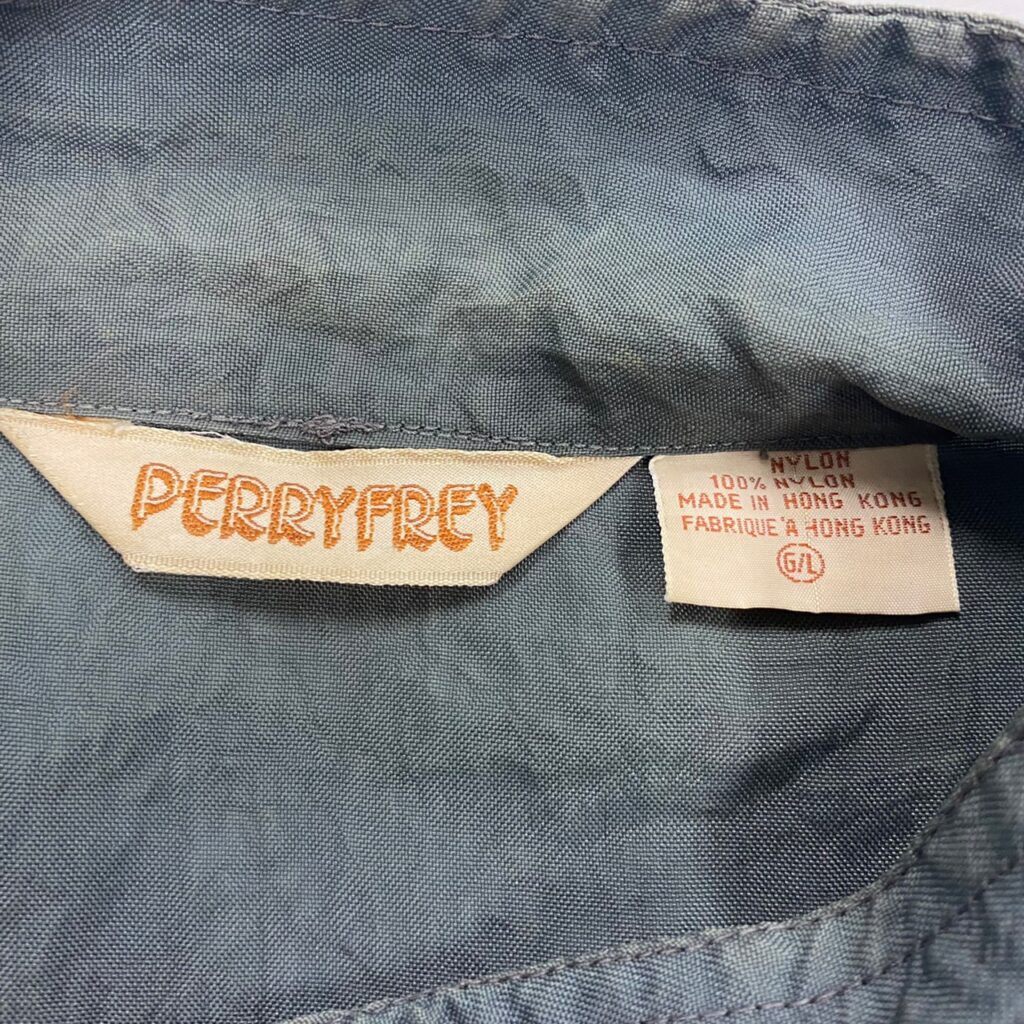 PERRYFREY
NYLON
100% NYLON
MADE IN HONG KONG
FABRIQUE A HONG KONG
G/L